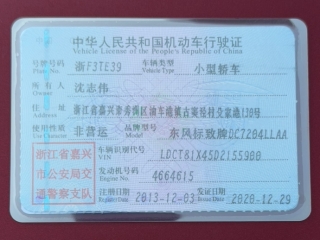 中华人民共和国机动车行驶证
Vehicle License of the People's Republic of China
号牌号码 浙F3TE39 车辆类型 小型轿车
Plate No. Vehicle Type
所有人 沈志伟
Owner
住址 浙江省嘉兴
Address
使用性质 非营运 品牌型号 东风标致牌DC7204LLAA
Use Character Model
浙江省嘉兴 车辆识别代号 LDCT81X45D2155900
VIN
市公安局交 发动机号码 4664615
Engine No.
通警察支队 注册日期 2013-12-03 发证日期 2020-12-29